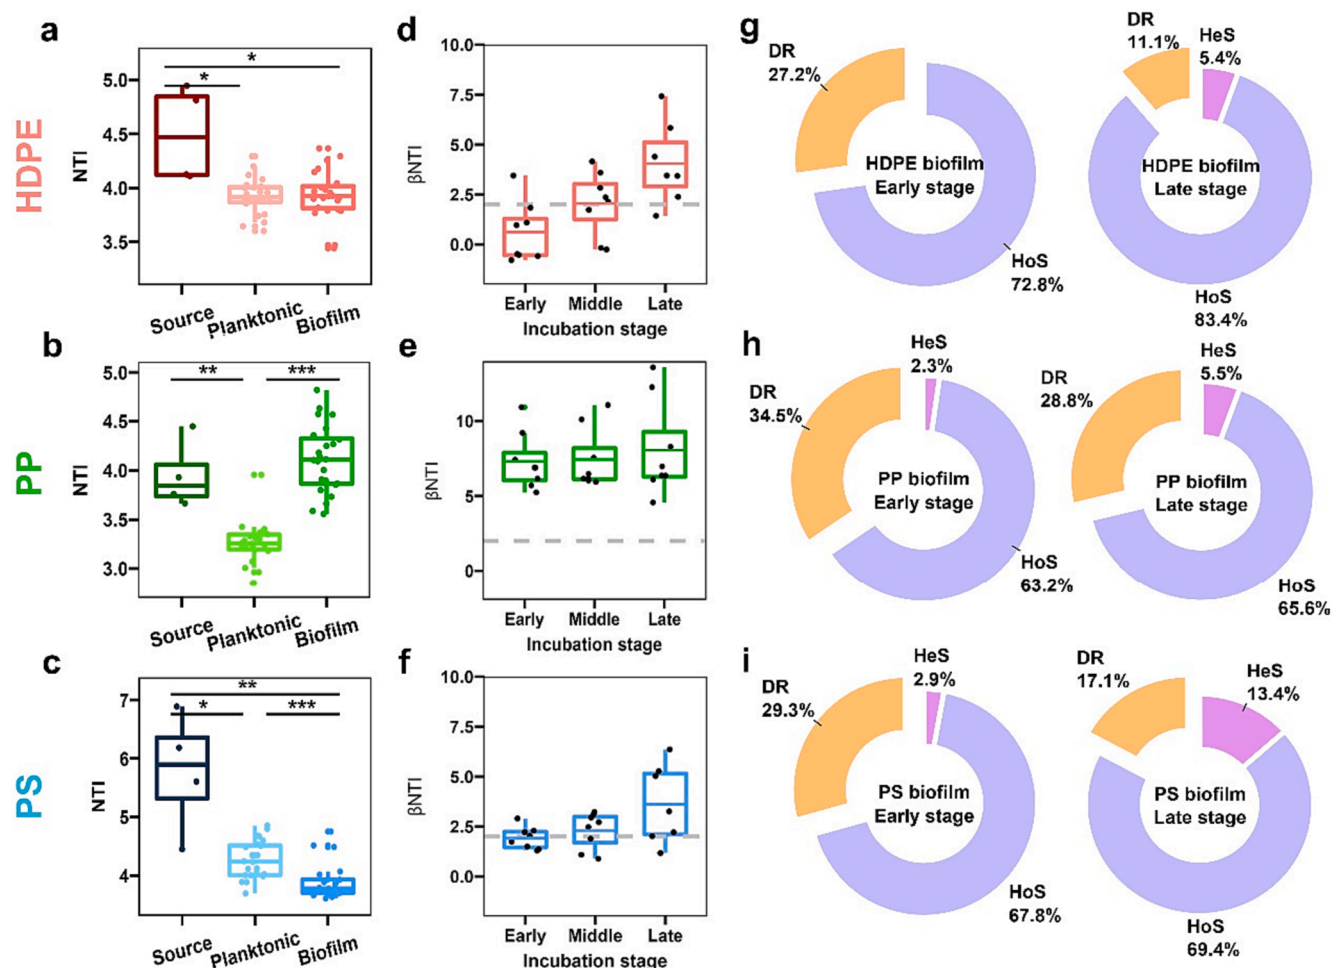 a
HDPE
NTI
5.0
4.5
4.0
3.5
*
*
Source
Planktonic
Biofilm
d
βNTI
10.0
7.5
5.0
2.5
0.0
Early
Middle
Late
Incubation stage
g
DR
27.2%
HDPE biofilm
Early stage
HoS
72.8%
DR
11.1%
HeS
5.4%
HDPE biofilm
Late stage
HoS
83.4%
b
PP
NTI
5.0
4.5
4.0
3.5
3.0
**
***
Source
Planktonic
Biofilm
e
βNTI
10
5
0
Early
Middle
Late
Incubation stage
h
DR
34.5%
HeS
2.3%
PP biofilm
Early stage
HoS
63.2%
DR
28.8%
HeS
5.5%
PP biofilm
Late stage
HoS
65.6%
c
PS
NTI
7
6
5
4
**
*
***
Source
Planktonic
Biofilm
f
βNTI
10.0
7.5
5.0
2.5
0.0
Early
Middle
Late
Incubation stage
i
DR
29.3%
HeS
2.9%
PS biofilm
Early stage
HoS
67.8%
DR
17.1%
HeS
13.4%
PS biofilm
Late stage
HoS
69.4%